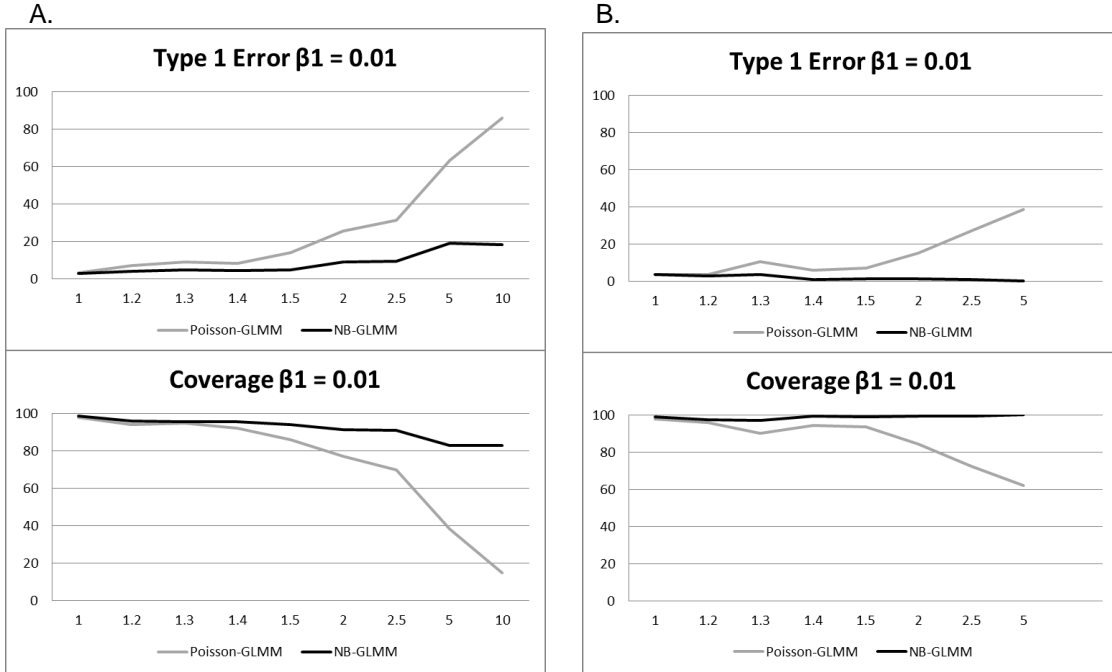 A.
Type 1 Error β1 = 0.01
100
80
60
40
20
0
1 1.2 1.3 1.4 1.5 2 2.5 5 10
Poisson-GLMM NB-GLMM
Coverage β1 = 0.01
100
80
60
40
20
0
1 1.2 1.3 1.4 1.5 2 2.5 5 10
Poisson-GLMM NB-GLMM
B.
Type 1 Error β1 = 0.01
100
80
60
40
20
0
1 1.2 1.3 1.4 1.5 2 2.5 5
Poisson-GLMM NB-GLMM
Coverage β1 = 0.01
100
80
60
40
20
0
1 1.2 1.3 1.4 1.5 2 2.5 5
Poisson-GLMM NB-GLMM